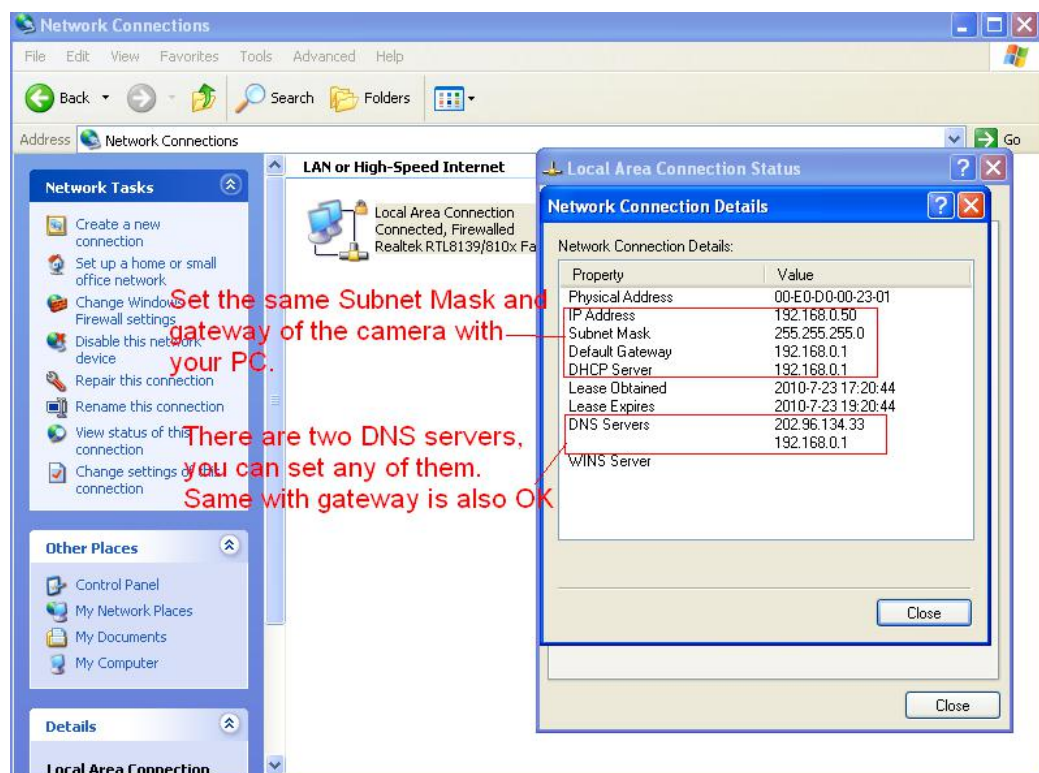 Network Connections
File Edit View Favorites Tools Advanced Help
Back Search Folders
Address Network Connections Go
Network Tasks
Create a new
connection
Set up a home or small
office network
Change Windows
Firewall settings
Disable this network
device
Repair this connection
Rename this connection
View status of this
connection
Change settings of this
connection
Other Places
Control Panel
My Network Places
My Documents
My Computer
Details
Local Area Connection
LAN or High-Speed Internet
Local Area Connection
Connected, Firewalled
Realtek RTL8139/810x Fa
Set the same Subnet Mask and
gateway of the camera with
your PC.
There are two DNS servers,
you can set any of them.
Same with gateway is also OK
Local Area Connection Status
Network Connection Details
Network Connection Details:
Property Value
Physical Address 00-E0-D0-00-23-01
IP Address 192.168.0.50
Subnet Mask 255.255.255.0
Default Gateway 192.168.0.1
DHCP Server 192.168.0.1
Lease Obtained 2010-7-23 17:20:44
Lease Expires 2010-7-23 19:20:44
DNS Servers 202.96.134.33
192.168.0.1
WINS Server
Close
Close